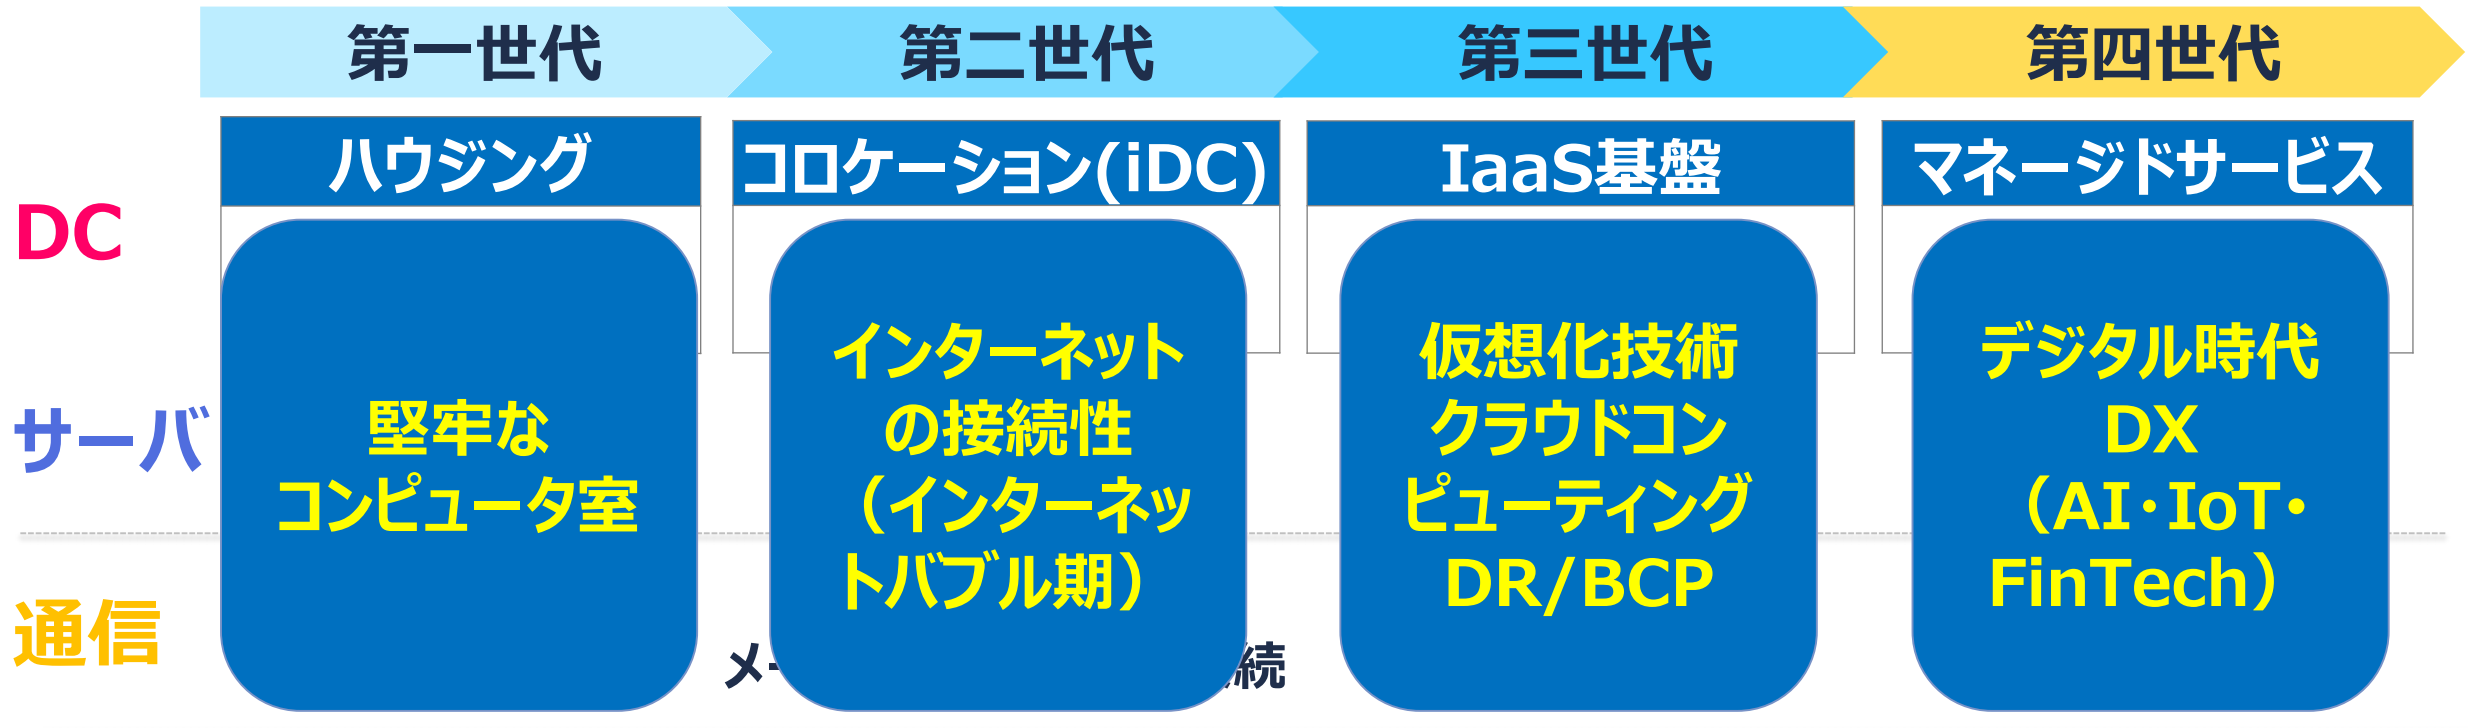 第一世代
第二世代
第三世代
第四世代
ハウジング
コロケーション(iDC)
IaaS基盤
マネージドサービス
DC
サーバ
通信
堅牢な
コンピュータ室
インターネット
の接続性
（インターネッ
トバブル期）
仮想化技術
クラウドコン
ピューティング
DR/BCP
デジタル時代
DX
（AI･IoT･
FinTech）